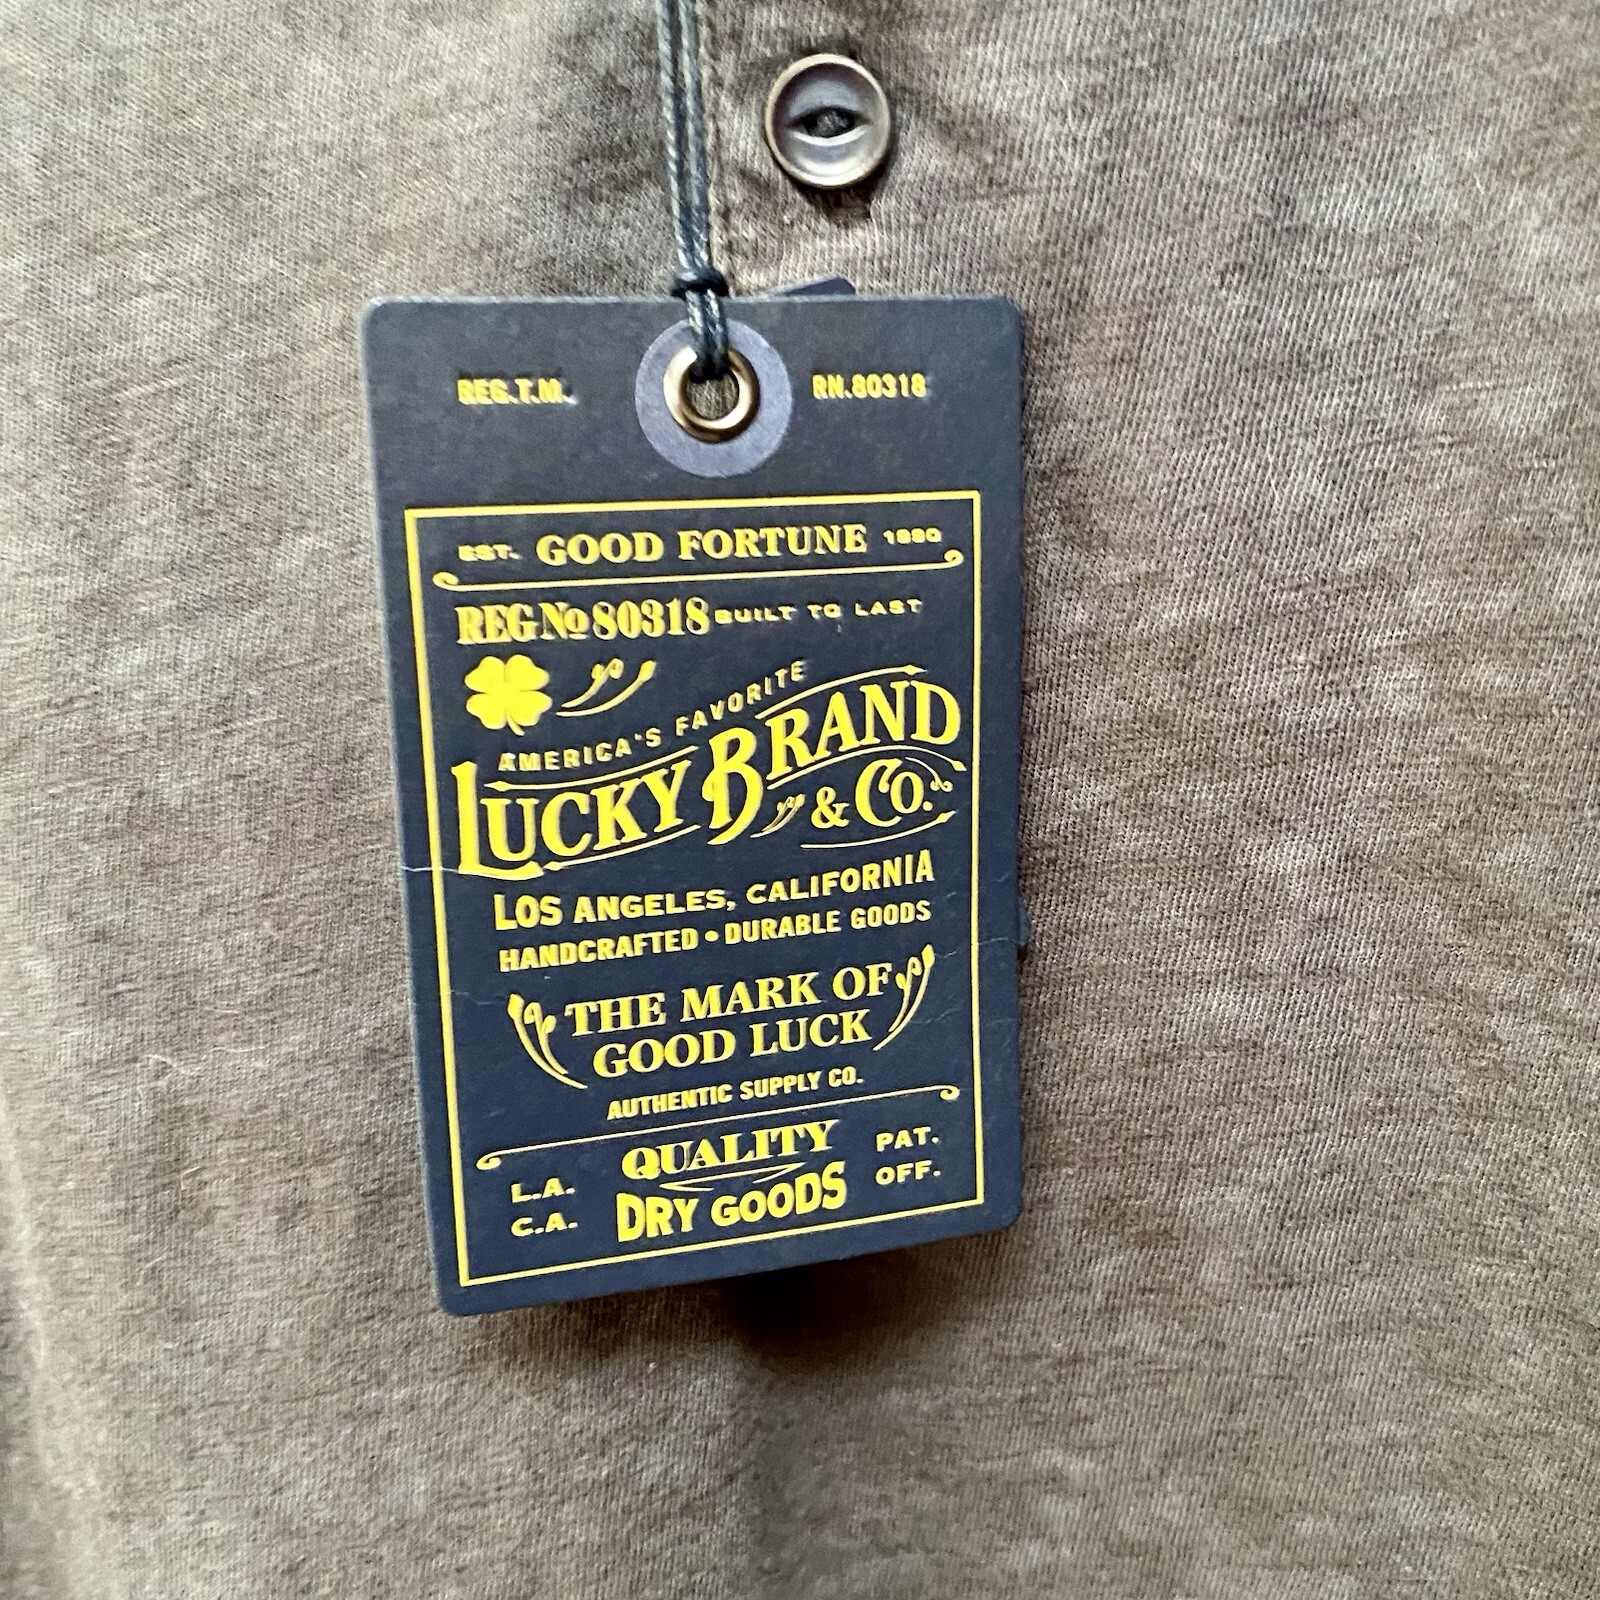 REG.T.M. RN.80318
EST. GOOD FORTUNE 1990
REG No 80318 BUILT TO LAST
AMERICA'S FAVORITE
LUCKY BRAND
& CO.
LOS ANGELES, CALIFORNIA
HANDCRAFTED • DURABLE GOODS
THE MARK OF
GOOD LUCK
AUTHENTIC SUPPLY CO.
QUALITY
DRY GOODS
L.A.
C.A.
PAT.
OFF.